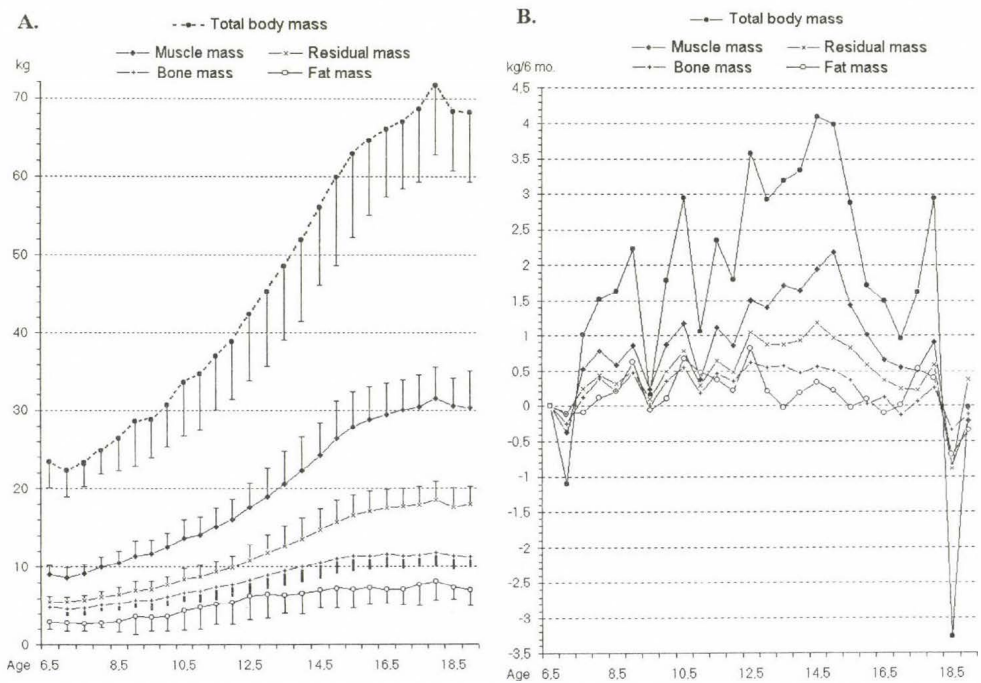 A.
Total body mass
Muscle mass Residual mass
Bone mass Fat mass
kg
70
60
50
40
30
20
10
0
Age 6,5 8,5 10,5 12,5 14,5 16,5 18,5
B.
Total body mass
Muscle mass Residual mass
Bone mass Fat mass
kg/6 mo.
4,5
4
3,5
3
2,5
2
1,5
1
0,5
0
-0,5
-1
-1,5
-2
-2,5
-3
-3,5
Age 6,5 8,5 10,5 12,5 14,5 16,5 18,5